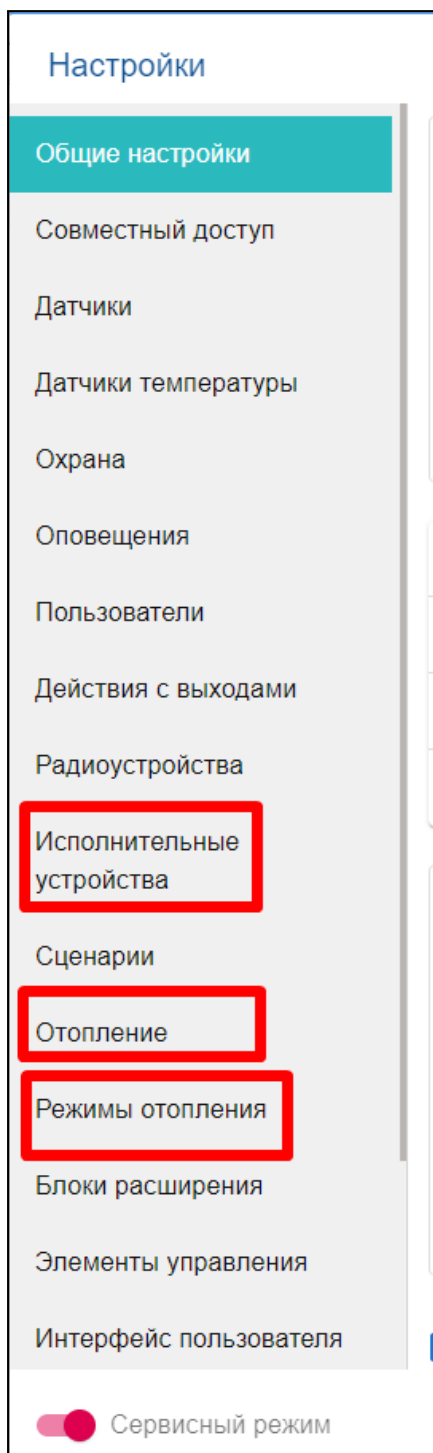 Настройки
Общие настройки
Совместный доступ
Датчики
Датчики температуры
Охрана
Оповещения
Пользователи
Действия с выходами
Радиоустройства
Исполнительные
устройства
Сценарии
Отопление
Режимы отопления
Блоки расширения
Элементы управления
Интерфейс пользователя
Сервисный режим